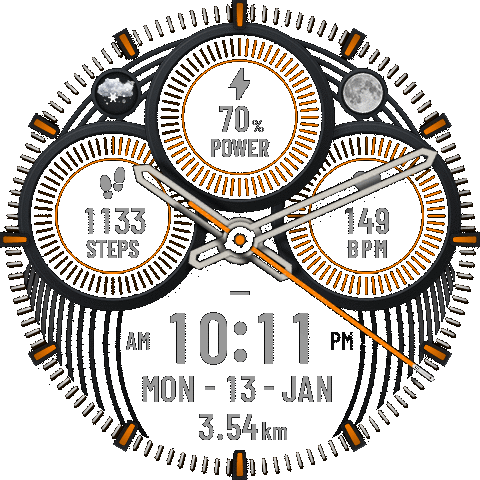 70%
POWER
1133
STEPS
149
BPM
AM 10:11 PM
MON - 13 - JAN
3.54km